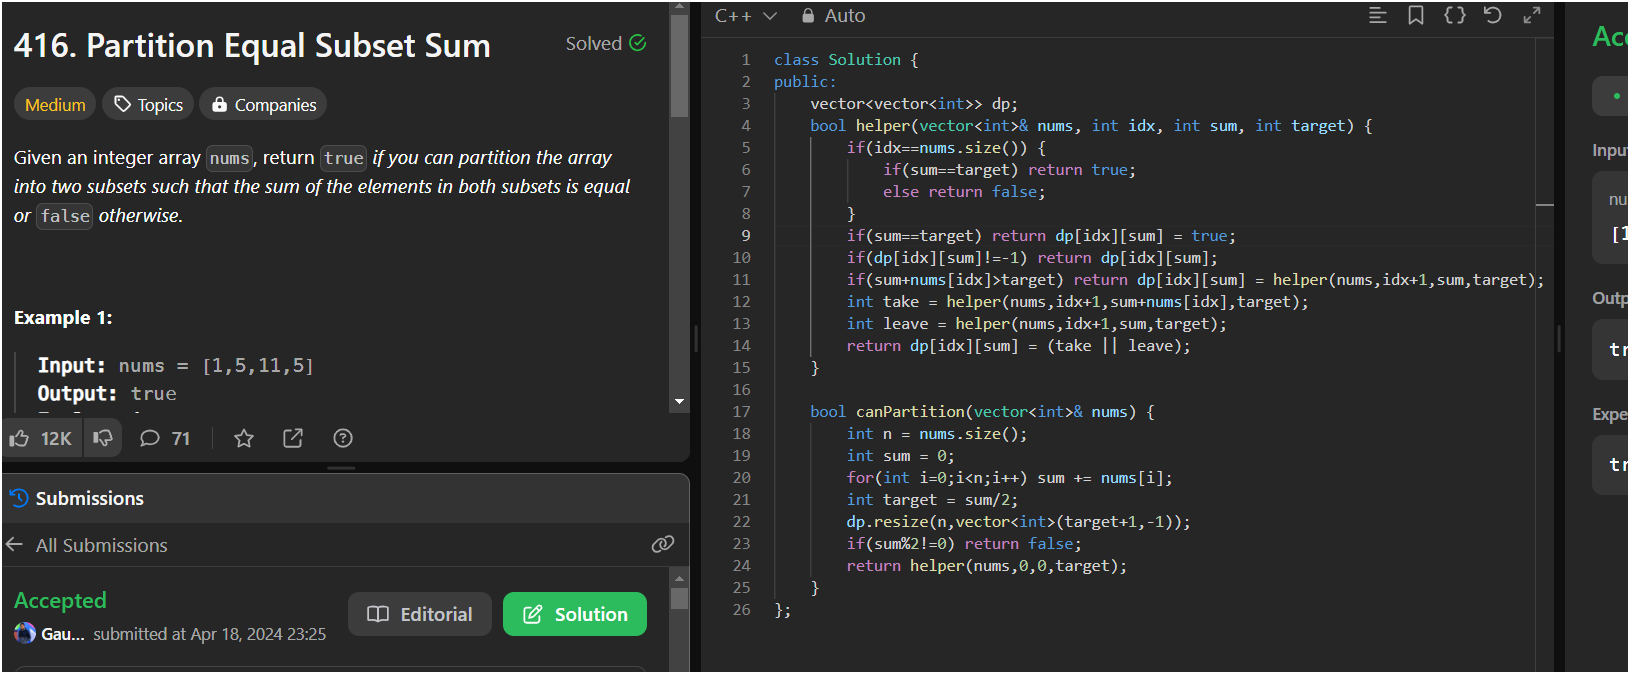 416. Partition Equal Subset Sum
Solved
Medium
Topics
Companies
Given an integer array nums, return true if you can partition the array
into two subsets such that the sum of the elements in both subsets is equal
or false otherwise.
Example 1:
Input: nums = [1,5,11,5]
Output: true
12K
71
Submissions
All Submissions
Accepted
Gau... submitted at Apr 18, 2024 23:25
Editorial
Solution
C++
Auto
1 class Solution {
2 public:
3     vector<vector<int>> dp;
4     bool helper(vector<int>& nums, int idx, int sum, int target) {
5         if(idx==nums.size()) {
6             if(sum==target) return true;
7             else return false;
8         }
9         if(sum==target) return dp[idx][sum] = true;
10         if(dp[idx][sum]!=-1) return dp[idx][sum];
11         if(sum+nums[idx]>target) return dp[idx][sum] = helper(nums,idx+1,sum,target);
12         int take = helper(nums,idx+1,sum+nums[idx],target);
13         int leave = helper(nums,idx+1,sum,target);
14         return dp[idx][sum] = (take || leave);
15     }
16
17     bool canPartition(vector<int>& nums) {
18         int n = nums.size();
19         int sum = 0;
20         for(int i=0;i<n;i++) sum += nums[i];
21         int target = sum/2;
22         dp.resize(n,vector<int>(target+1,-1));
23         if(sum%2!=0) return false;
24         return helper(nums,0,0,target);
25     }
26 };